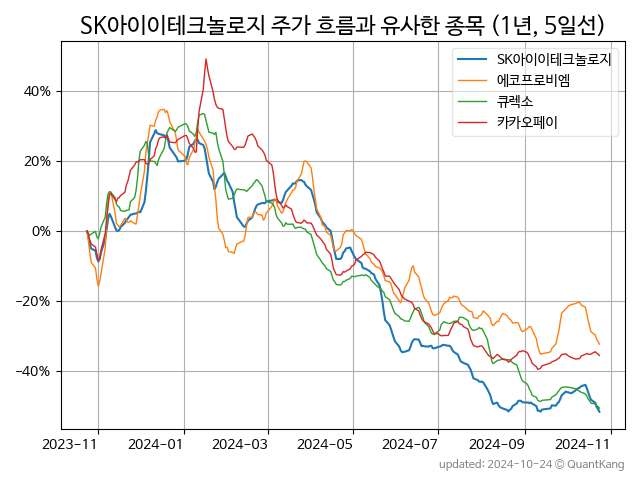 SK아이이테크놀로지 주가 흐름과 유사한 종목 (1년, 5일선)
SK아이이테크놀로지
에코프로비엠
큐렉소
카카오페이
40%
20%
0%
−20%
−40%
2023−11
2024−01
2024−03
2024−05
2024−07
2024−09
2024−11
updated: 2024-10-24 © QuantKang